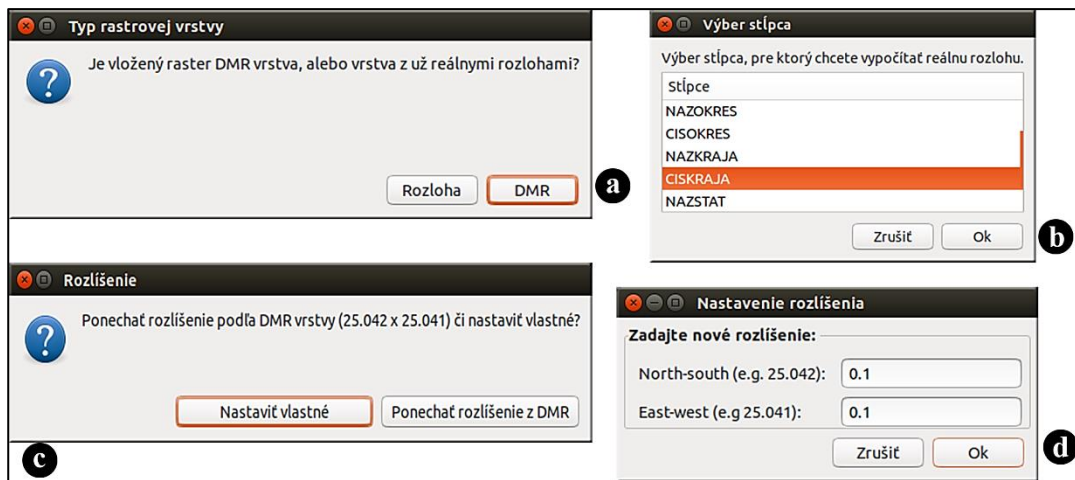 Typ rastrovej vrstvy
Je vložený raster DMR vrstva, alebo vrstva z už reálnymi rozlohami?
Rozloha DMR
a
Výber stĺpca
Výber stĺpca, pre ktorý chcete vypočítať reálnu rozlohu.
Stĺpce
NAZOKRES
CISOKRES
NAZKRAJA
CISKRAJA
NAZSTAT
Zrušiť Ok
b
Rozlíšenie
Ponechať rozlíšenie podľa DMR vrstvy (25.042 x 25.041) či nastaviť vlastné?
Nastaviť vlastné Ponechať rozlíšenie z DMR
c
Nastavenie rozlíšenia
Zadajte nové rozlíšenie:
North-south (e.g. 25.042): 0.1
East-west (e.g 25.041): 0.1
Zrušiť Ok
d